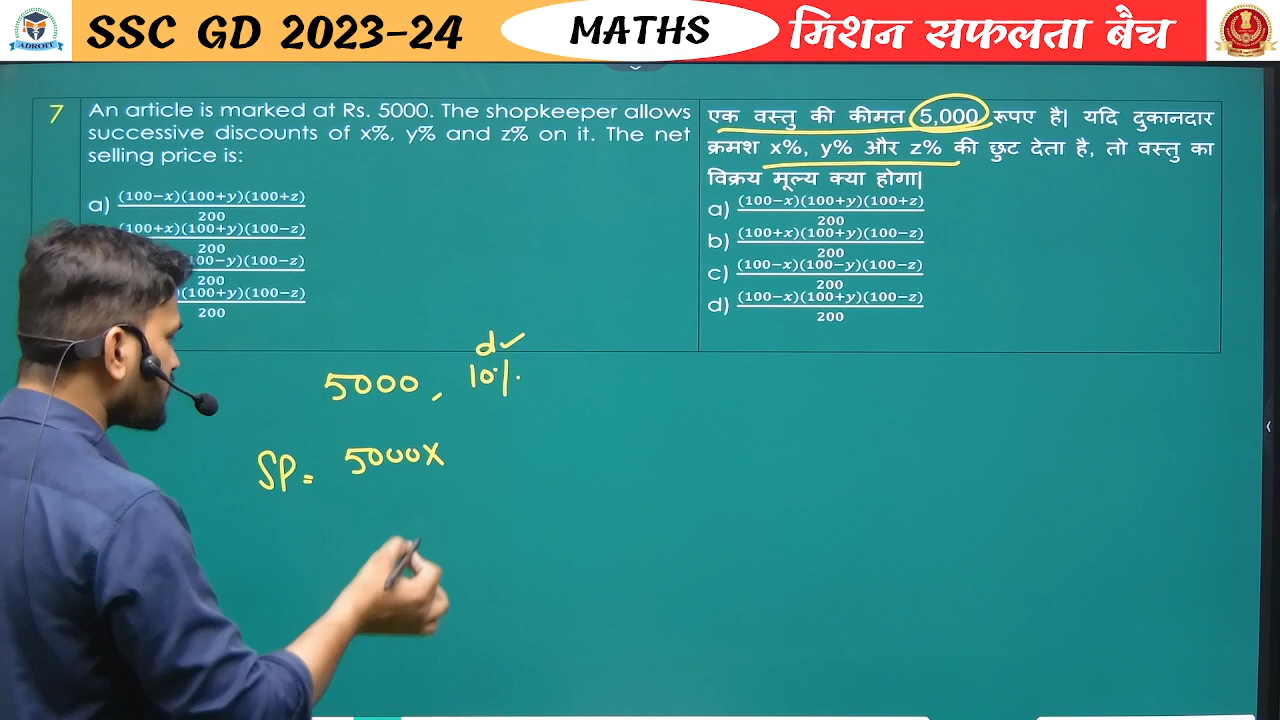 SSC GD 2023-24
MATHS
मिशन सफलता बैच
ADROIT
7
An article is marked at Rs. 5000. The shopkeeper allows
successive discounts of x%, y% and z% on it. The net
selling price is:
a) (100−x)(100+y)(100+z)
200
(100+x)(100+y)(100−z)
200
00−y)(100−z)
200
)(100+y)(100−z)
200
एक वस्तु की कीमत 5,000 रूपए है| यदि दुकानदार
क्रमश x%, y% और z% की छुट देता है, तो वस्तु का
विक्रय मूल्य क्या होगा|
a) (100−x)(100+y)(100+z)
200
b) (100+x)(100+y)(100−z)
200
c) (100−x)(100−y)(100−z)
200
d) (100−x)(100+y)(100−z)
200
d✓
5000, 10%
SP = 5000x